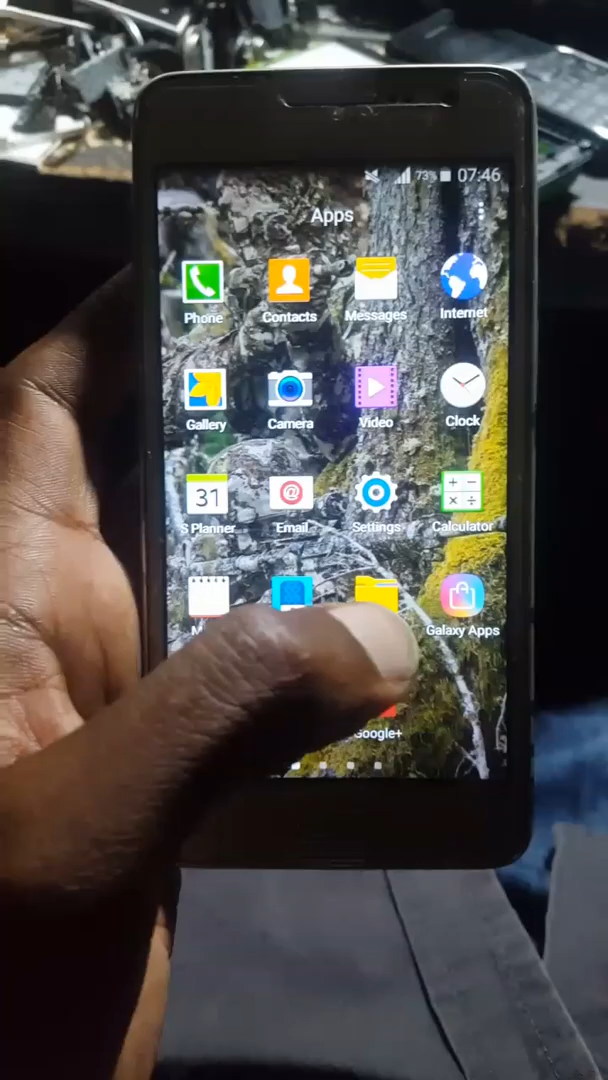 73% 07:46
Apps
Phone Contacts Messages Internet
Gallery Camera Video Clock
31
S Planner Email Settings Calculator
Galaxy Apps
Google+